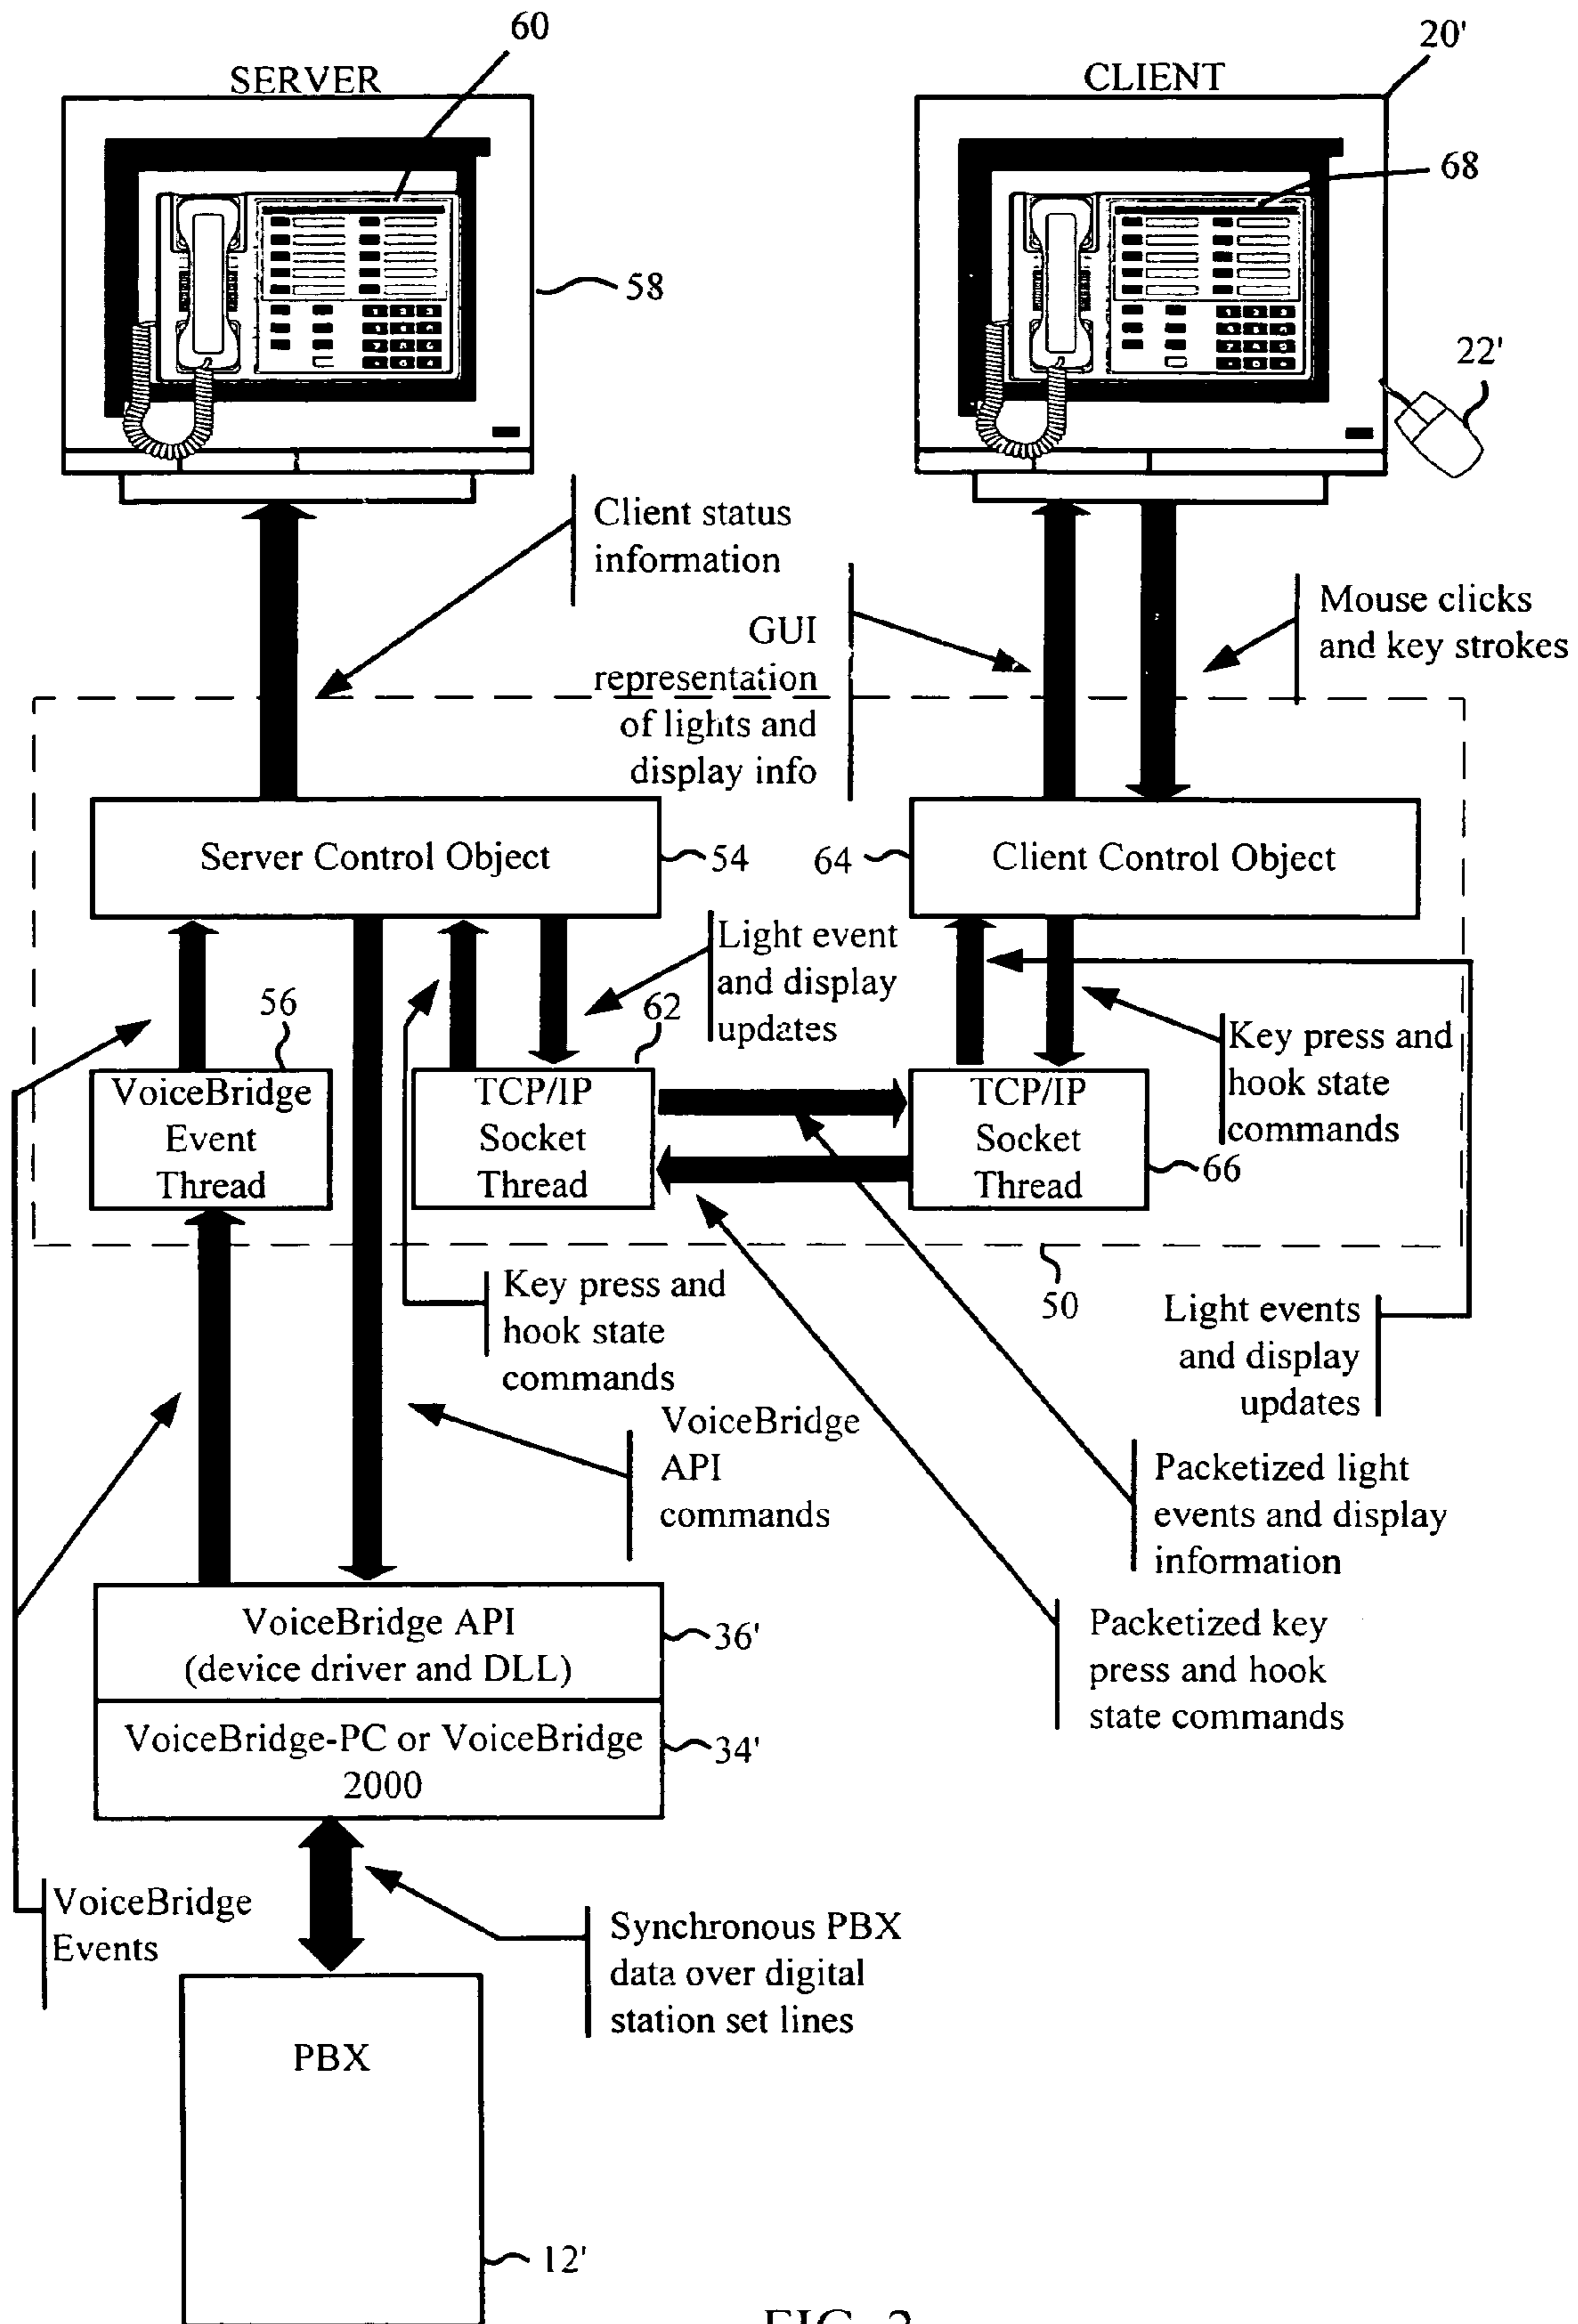 60
20'
SERVER
CLIENT
68
58
22'
Client status
information
GUI
representation
of lights and
display info
Mouse clicks
and key strokes
Server Control Object
54
64
Client Control Object
Light event
and display
updates
56
62
VoiceBridge
Event
Thread
TCP/IP
Socket
Thread
TCP/IP
Socket
Thread
66
Key press and
hook state
commands
50
Key press and
hook state
commands
Light events
and display
updates
VoiceBridge
API
commands
Packetized light
events and display
information
VoiceBridge API
(device driver and DLL)
36'
Packetized key
press and hook
state commands
VoiceBridge-PC or VoiceBridge
2000
34'
VoiceBridge
Events
Synchronous PBX
data over digital
station set lines
PBX
12'